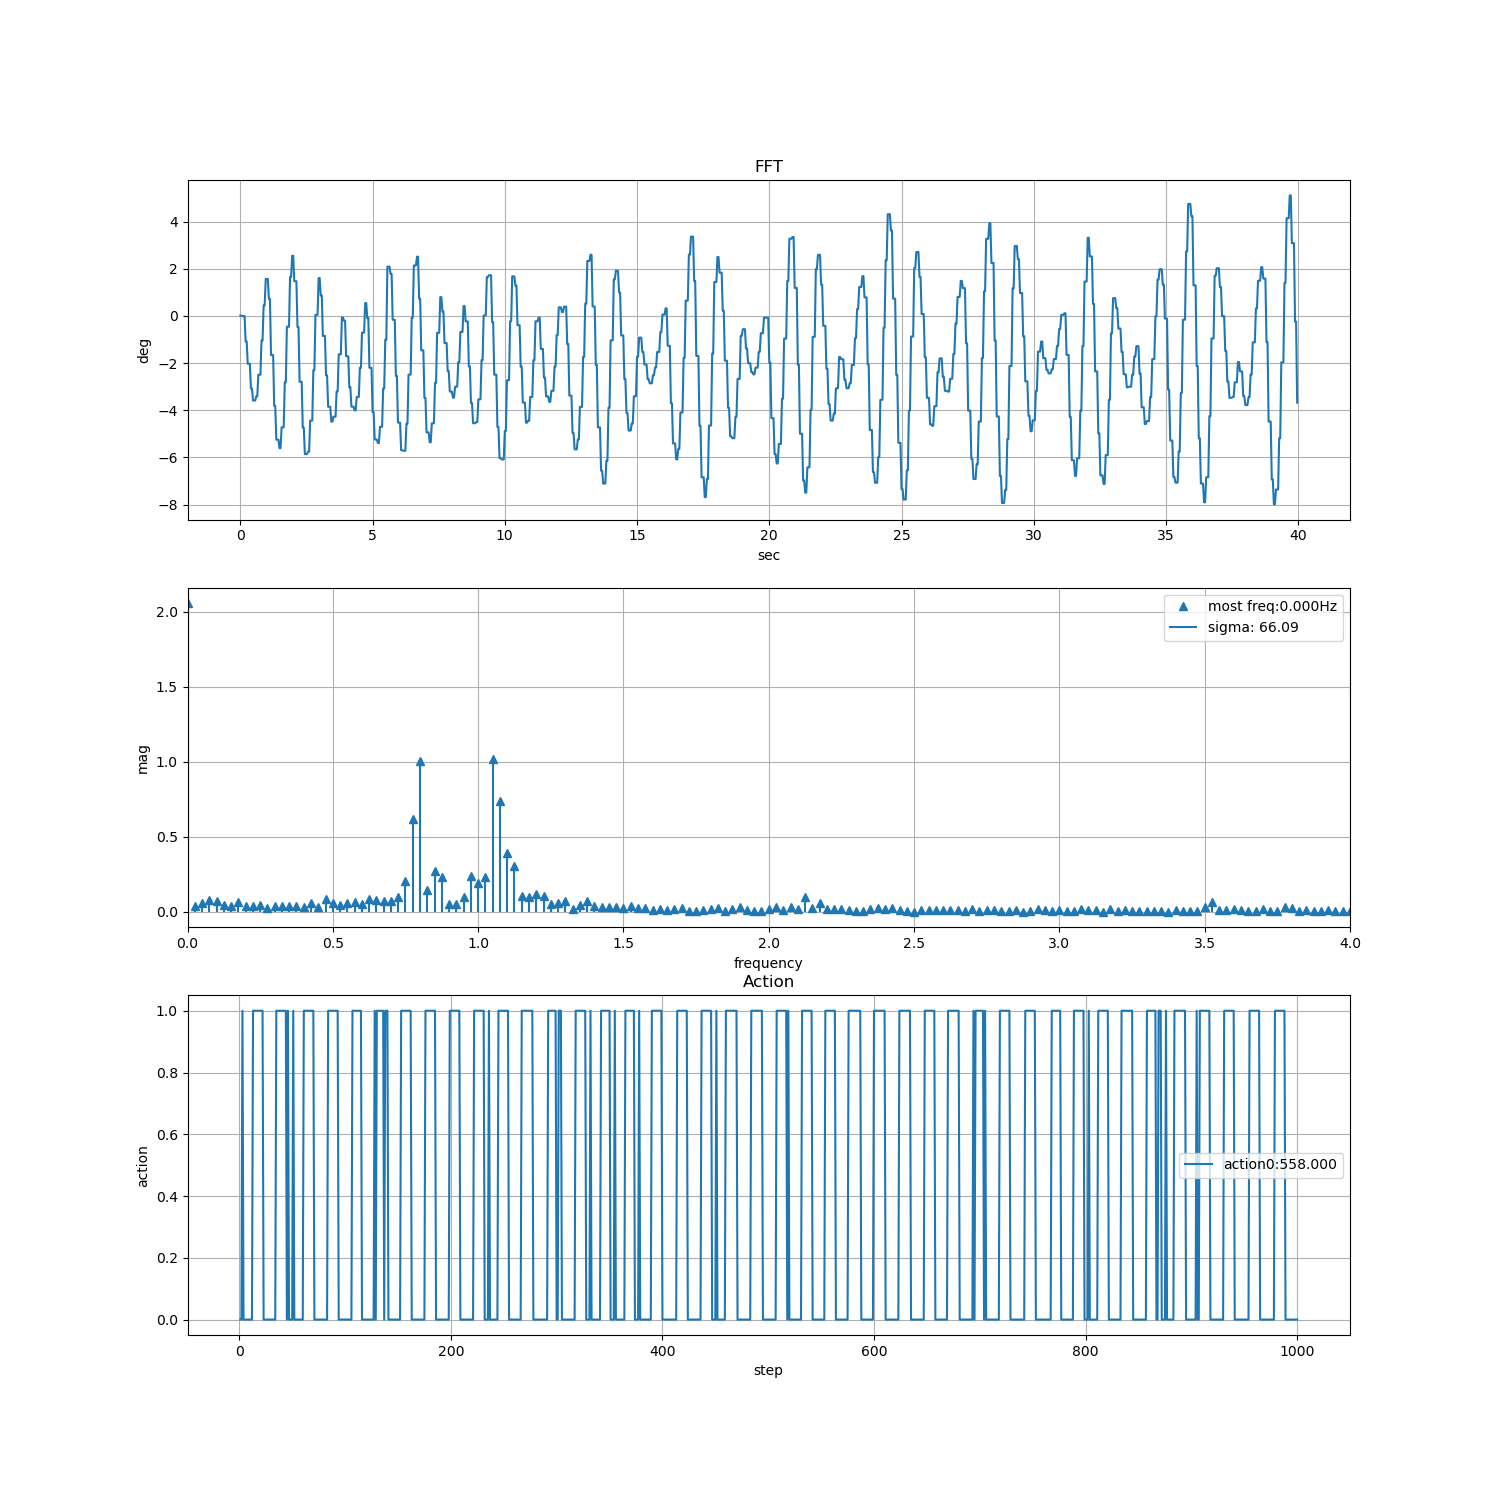 FFT
4
2
0
−2
−4
−6
−8
deg
0 5 10 15 20 25 30 35 40
sec
2.0
1.5
1.0
0.5
0.0
mag
most freq:0.000Hz
sigma: 66.09
0.0 0.5 1.0 1.5 2.0 2.5 3.0 3.5 4.0
frequency
Action
1.0
0.8
0.6
0.4
0.2
0.0
action
action0:558.000
0 200 400 600 800 1000
step